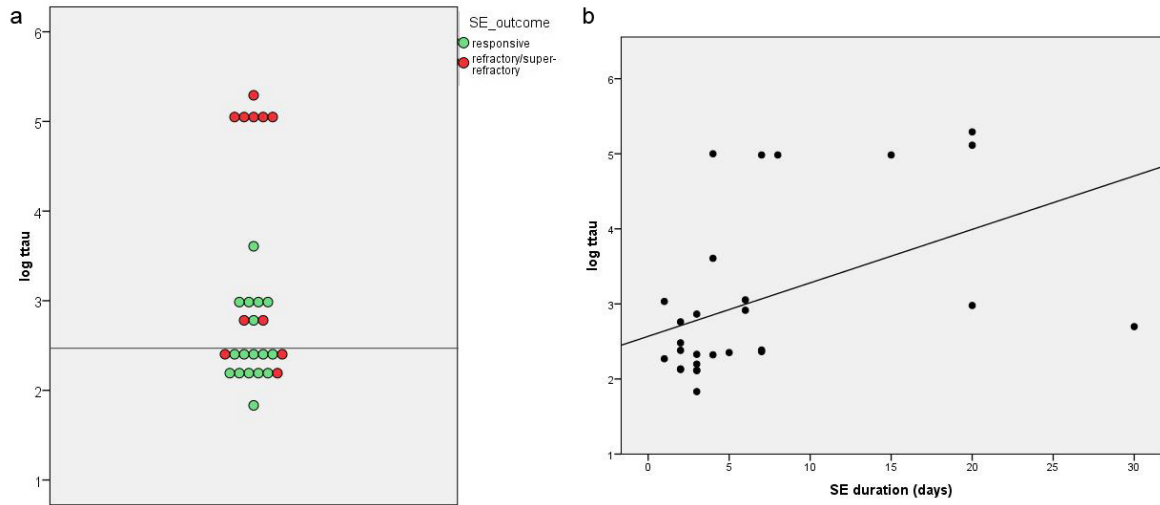 a
SE_outcome
responsive
refractory/super-
refractory
6
5
4
3
2
1
log ttau
b
6
5
4
3
2
1
log ttau
0 5 10 15 20 25 30
SE duration (days)